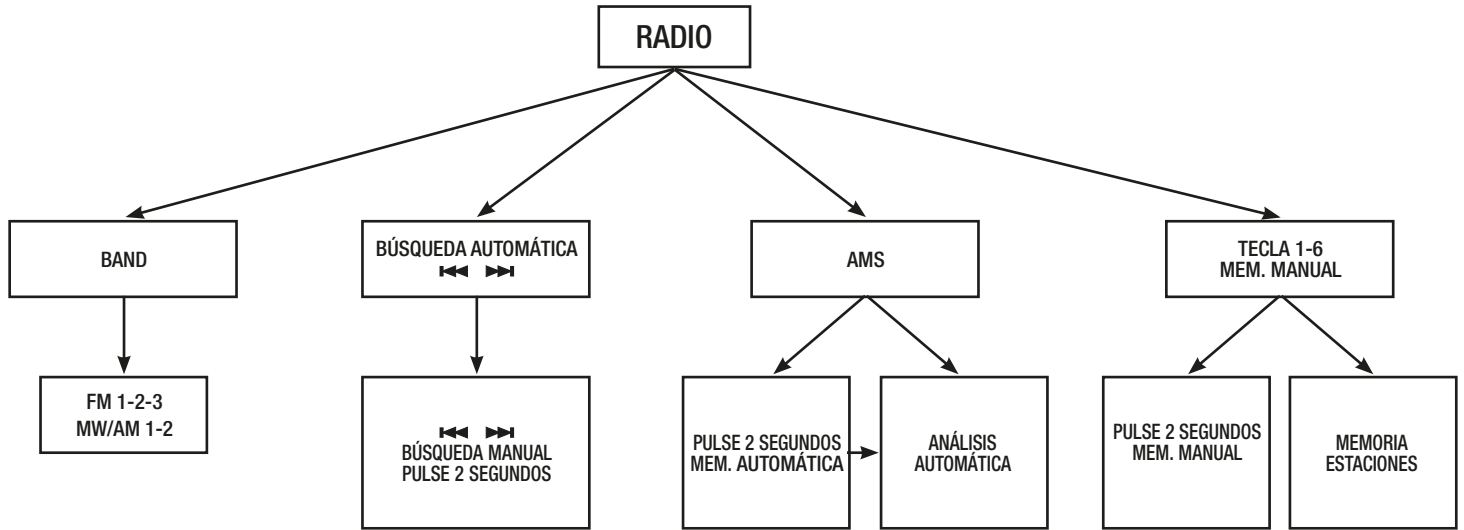 RADIO
BAND
BÚSQUEDA AUTOMÁTICA
AMS
TECLA 1-6
MEM. MANUAL
FM 1-2-3
MW/AM 1-2
BÚSQUEDA MANUAL
PULSE 2 SEGUNDOS
PULSE 2 SEGUNDOS
MEM. AUTOMÁTICA
ANÁLISIS
AUTOMÁTICA
PULSE 2 SEGUNDOS
MEM. MANUAL
MEMORIA
ESTACIONES